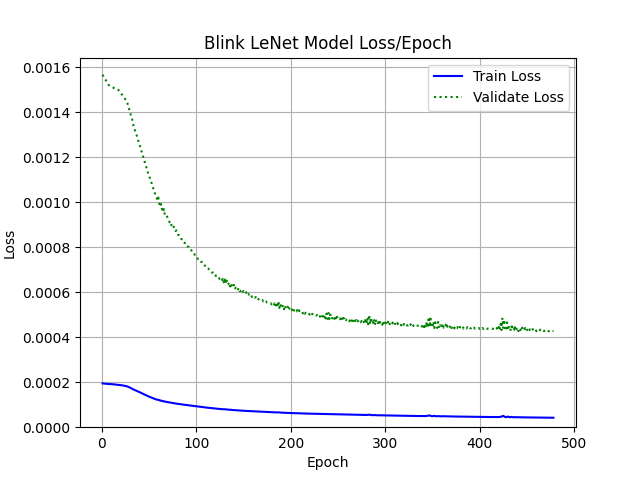 Blink LeNet Model Loss/Epoch
Train Loss
Validate Loss
0.0016
0.0014
0.0012
0.0010
0.0008
0.0006
0.0004
0.0002
0.0000
Loss
0 100 200 300 400 500
Epoch